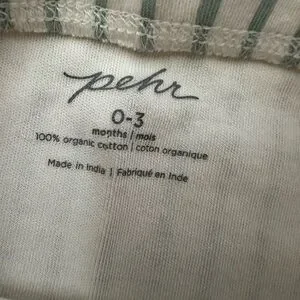 pehr
0-3
months | mois
100% organic cotton | coton organique
Made in India | Fabriqué en Inde